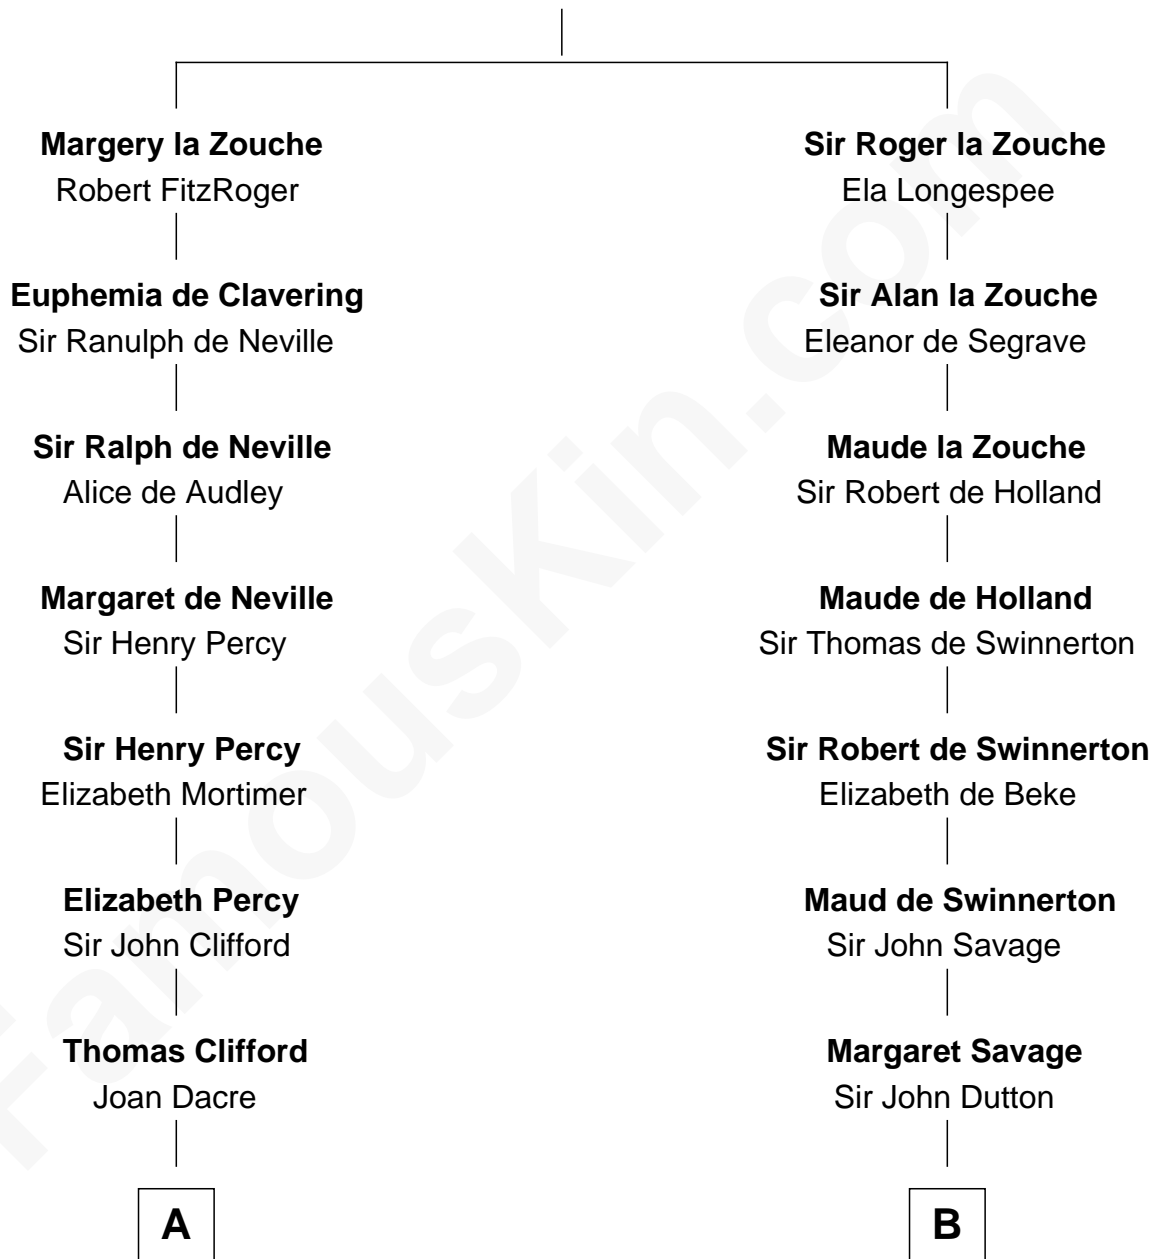 Margery la Zouche
Robert FitzRoger
Euphemia de Clavering
Sir Ranulph de Neville
Sir Ralph de Neville
Alice de Audley
Margaret de Neville
Sir Henry Percy
Sir Henry Percy
Elizabeth Mortimer
Elizabeth Percy
Sir John Clifford
Thomas Clifford
Joan Dacre
A
Sir Roger la Zouche
Ela Longespee
Sir Alan la Zouche
Eleanor de Segrave
Maude la Zouche
Sir Robert de Holland
Maude de Holland
Sir Thomas de Swinnerton
Sir Robert de Swinnerton
Elizabeth de Beke
Maud de Swinnerton
Sir John Savage
Margaret Savage
Sir John Dutton
B
FamousKin.com